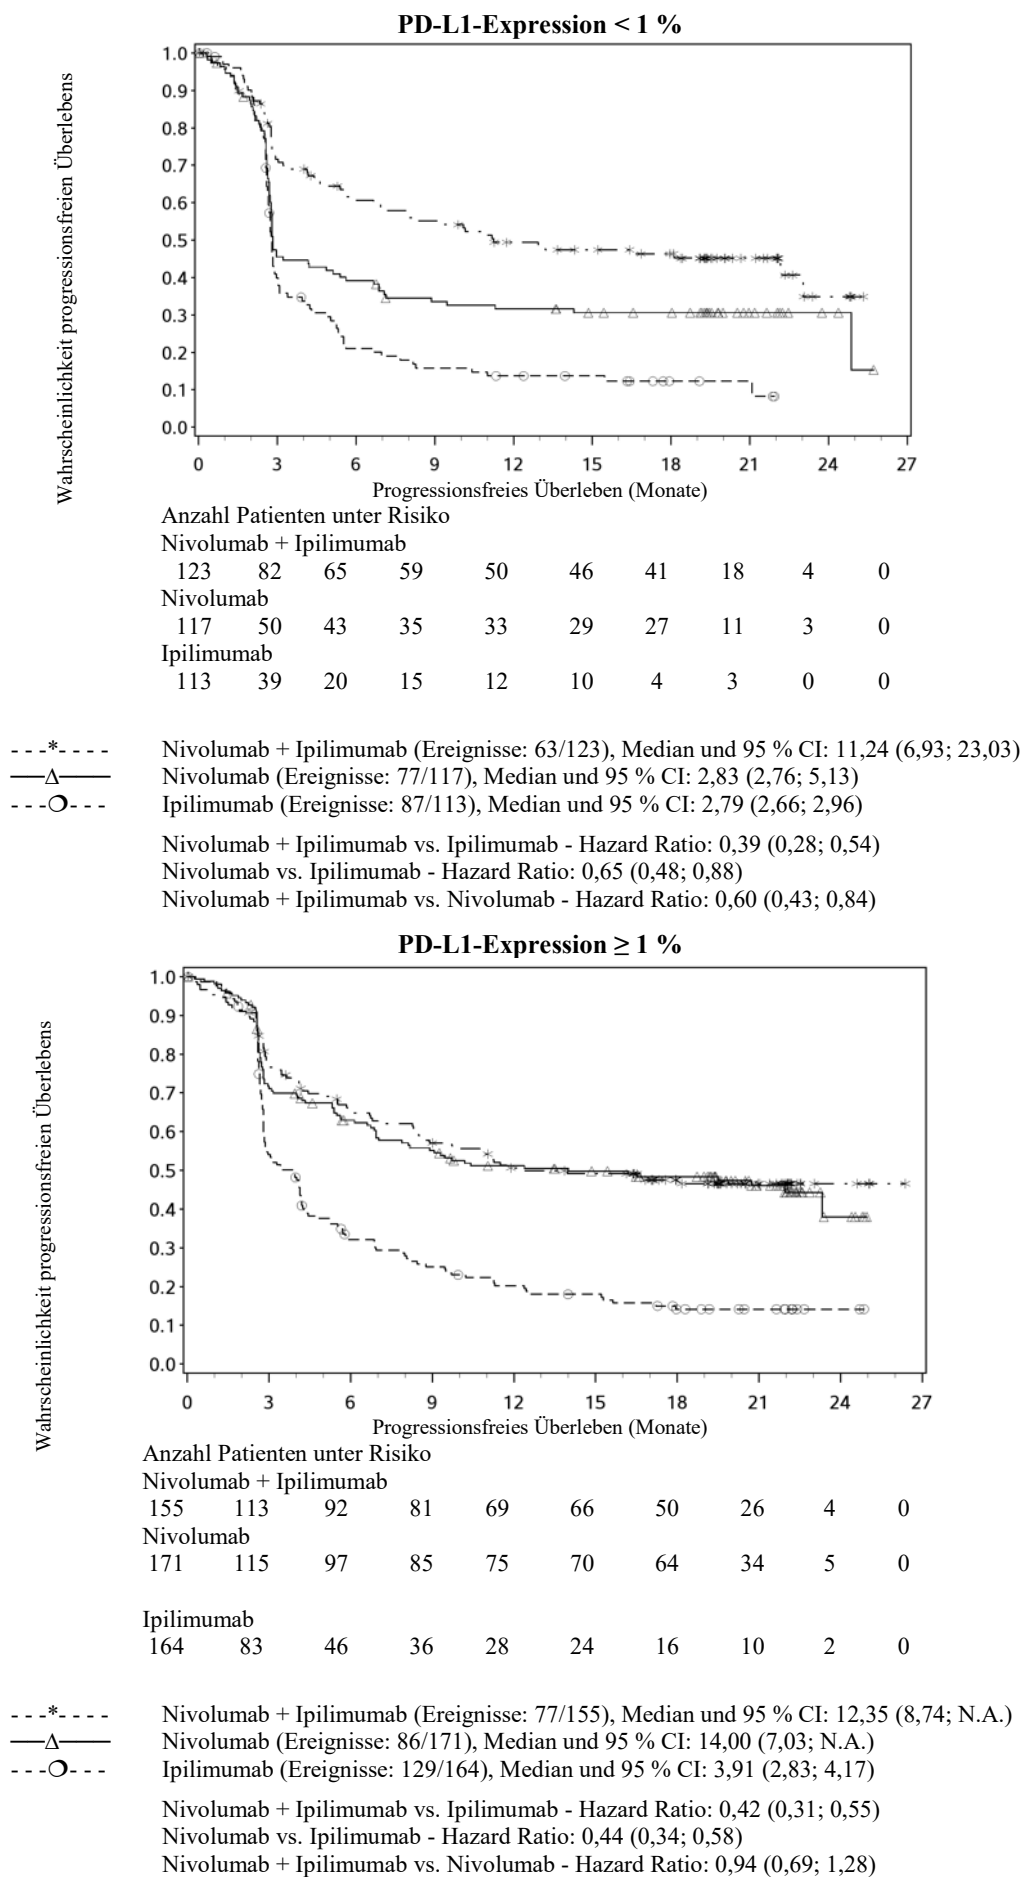 PD-L1-Expression < 1 %
Wahrscheinlichkeit progressionsfreien Überlebens
1.0
0.9
0.8
0.7
0.6
0.5
0.4
0.3
0.2
0.1
0.0
0 3 6 9 12 15 18 21 24 27
Progressionsfreies Überleben (Monate)
Anzahl Patienten unter Risiko
Nivolumab + Ipilimumab
123 82 65 59 50 46 41 18 4 0
Nivolumab
117 50 43 35 33 29 27 11 3 0
Ipilimumab
113 39 20 15 12 10 4 3 0 0
- - -*- - - - Nivolumab + Ipilimumab (Ereignisse: 63/123), Median und 95 % CI: 11,24 (6,93; 23,03)
——Δ—— Nivolumab (Ereignisse: 77/117), Median und 95 % CI: 2,83 (2,76; 5,13)
- - -❍- - - Ipilimumab (Ereignisse: 87/113), Median und 95 % CI: 2,79 (2,66; 2,96)
Nivolumab + Ipilimumab vs. Ipilimumab - Hazard Ratio: 0,39 (0,28; 0,54)
Nivolumab vs. Ipilimumab - Hazard Ratio: 0,65 (0,48; 0,88)
Nivolumab + Ipilimumab vs. Nivolumab - Hazard Ratio: 0,60 (0,43; 0,84)
PD-L1-Expression ≥ 1 %
Wahrscheinlichkeit progressionsfreien Überlebens
1.0
0.9
0.8
0.7
0.6
0.5
0.4
0.3
0.2
0.1
0.0
0 3 6 9 12 15 18 21 24 27
Progressionsfreies Überleben (Monate)
Anzahl Patienten unter Risiko
Nivolumab + Ipilimumab
155 113 92 81 69 66 50 26 4 0
Nivolumab
171 115 97 85 75 70 64 34 5 0
Ipilimumab
164 83 46 36 28 24 16 10 2 0
- - -*- - - - Nivolumab + Ipilimumab (Ereignisse: 77/155), Median und 95 % CI: 12,35 (8,74; N.A.)
——Δ—— Nivolumab (Ereignisse: 86/171), Median und 95 % CI: 14,00 (7,03; N.A.)
- - -❍- - - Ipilimumab (Ereignisse: 129/164), Median und 95 % CI: 3,91 (2,83; 4,17)
Nivolumab + Ipilimumab vs. Ipilimumab - Hazard Ratio: 0,42 (0,31; 0,55)
Nivolumab vs. Ipilimumab - Hazard Ratio: 0,44 (0,34; 0,58)
Nivolumab + Ipilimumab vs. Nivolumab - Hazard Ratio: 0,94 (0,69; 1,28)